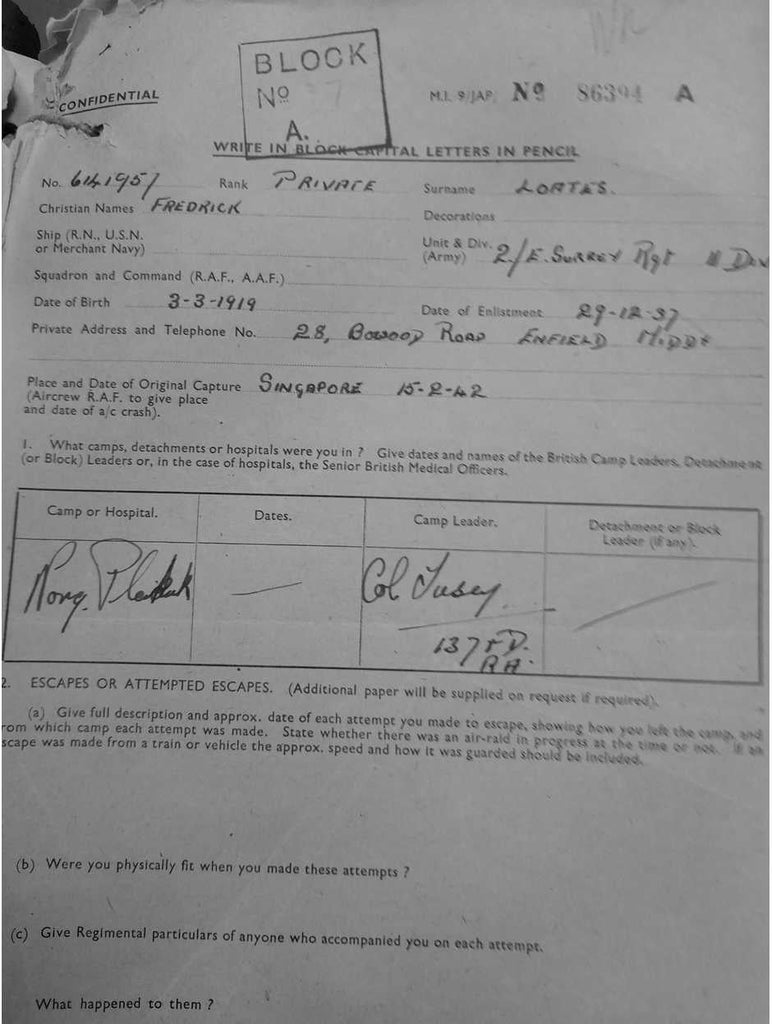 BLOCK
Nº 7
A.
CONFIDENTIAL
M.I. 9/JAP. Nº 86394 A
WRITE IN BLOCK CAPITAL LETTERS IN PENCIL
No. 6141957 Rank PRIVATE Surname LOATES.
Christian Names FREDRICK Decorations
Ship (R.N., U.S.N.
or Merchant Navy)
Unit & Div.
(Army) 2/E. SURREY Rgt 11 Div
Squadron and Command (R.A.F., A.A.F.)
Date of Birth 3-3-1919 Date of Enlistment 29-12-37
Private Address and Telephone No. 28, BOWOOD ROAD ENFIELD MIDDX
Place and Date of Original Capture SINGAPORE 15-2-42
(Aircrew R.A.F. to give place
and date of a/c crash).
1. What camps, detachments or hospitals were you in ? Give dates and names of the British Camp Leaders, Detachment
(or Block) Leaders or, in the case of hospitals, the Senior British Medical Officers.
Camp or Hospital. Dates. Camp Leader. Detachment or Block
Leader (if any).
Nong Pladuk — Col Tusey.
137 FD.
RA.
2. ESCAPES OR ATTEMPTED ESCAPES. (Additional paper will be supplied on request if required).
(a) Give full description and approx. date of each attempt you made to escape, showing how you left the camp, and
rom which camp each attempt was made. State whether there was an air-raid in progress at the time or not. If an
scape was made from a train or vehicle the approx. speed and how it was guarded should be included.
(b) Were you physically fit when you made these attempts ?
(c) Give Regimental particulars of anyone who accompanied you on each attempt.
What happened to them ?